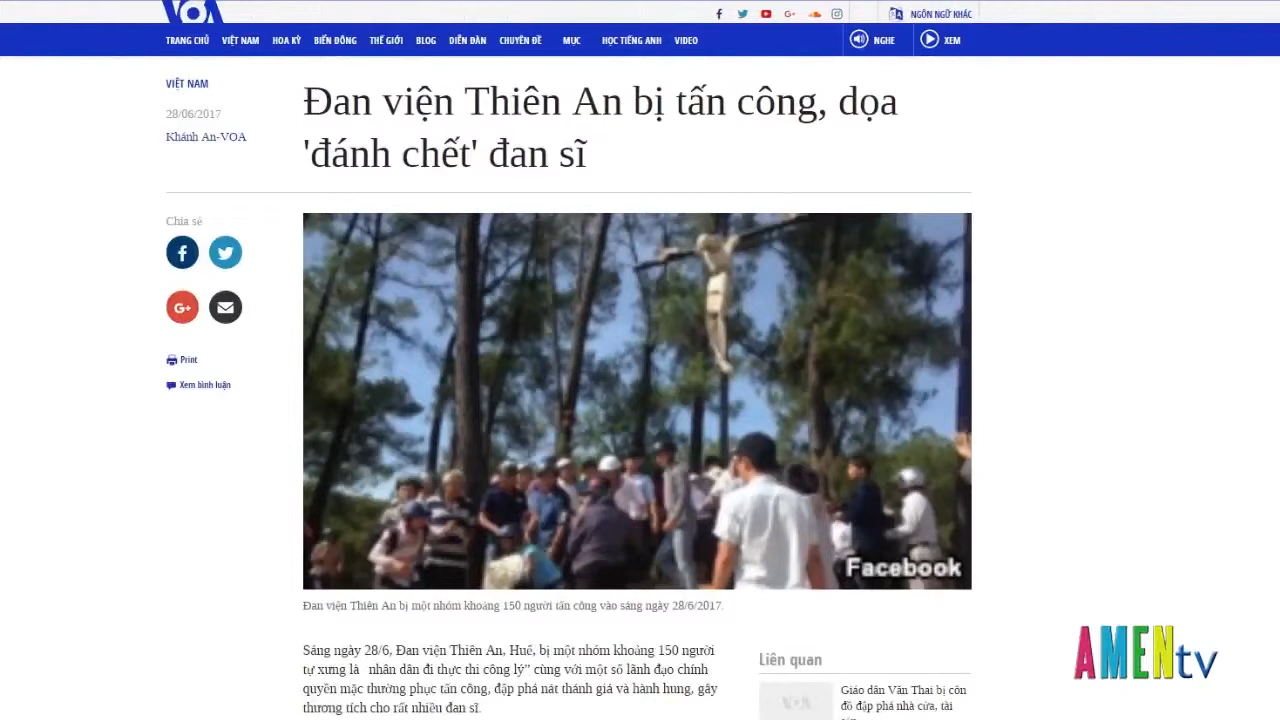 VOA
NGÔN NGỮ KHÁC
TRANG CHỦ VIỆT NAM HOA KỲ BIỂN ĐÔNG THẾ GIỚI BLOG DIỄN ĐÀN CHUYÊN ĐỀ MỤC HỌC TIẾNG ANH VIDEO NGHE XEM
VIỆT NAM
28/06/2017
Khánh An-VOA
Đan viện Thiên An bị tấn công, dọa
'đánh chết' đan sĩ
Chia sẻ
Print
Xem bình luận
Facebook
Đan viện Thiên An bị một nhóm khoảng 150 người tấn công vào sáng ngày 28/6/2017.
Sáng ngày 28/6, Đan viện Thiên An, Huế, bị một nhóm khoảng 150 người
tự xưng là nhân dân đi thực thi công lý” cùng với một số lãnh đạo chính
quyền mặc thường phục tấn công, đập phá nát thánh giá và hành hung, gây
thương tích cho rất nhiều đan sĩ.
Liên quan
VOA
Giáo dân Văn Thai bị côn
đồ đập phá nhà cửa, tài
AMEN tv